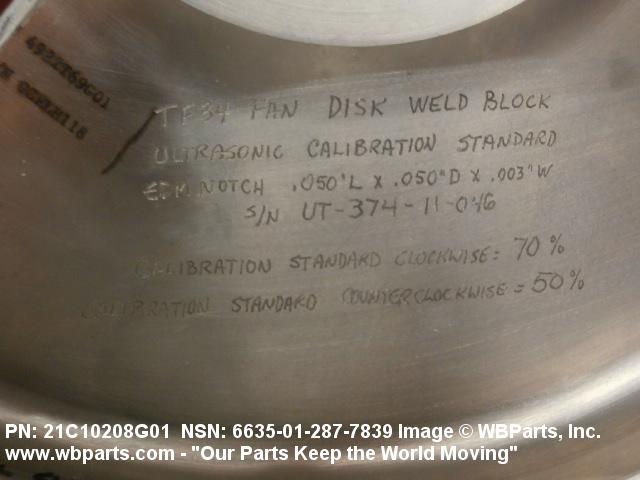 TF34 FAN DISK WELD BLOCK
ULTRASONIC CALIBRATION STANDARD
EDM NOTCH .050"L X .050"D X .003"W
S/N UT-374-11-046
CALIBRATION STANDARD CLOCKWISE = 70%
CALIBRATION STANDARD COUNTERCLOCKWISE = 50%
PN: 21C10208G01 NSN: 6635-01-287-7839 Image © WBParts, Inc.
www.wbparts.com - "Our Parts Keep the World Moving"